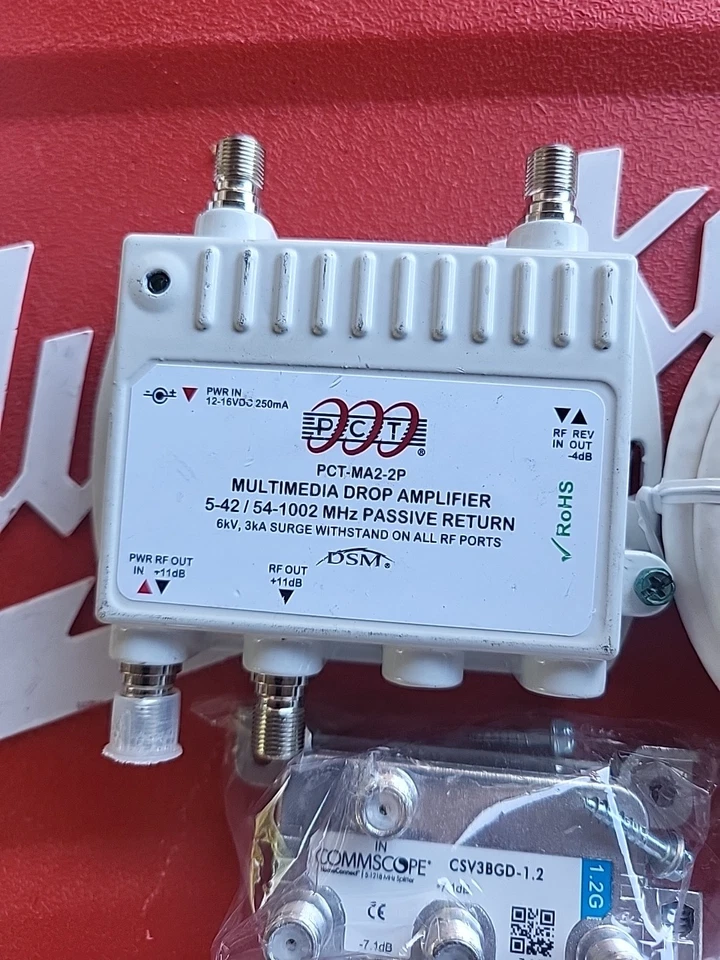 PWR IN
12-16VDC 250mA
PCT®
RF REV
IN OUT
-4dB
PCT-MA2-2P
MULTIMEDIA DROP AMPLIFIER
5-42 / 54-1002 MHz PASSIVE RETURN
6kV, 3kA SURGE WITHSTAND ON ALL RF PORTS
✓RoHS
DSM®
PWR RF OUT
IN +11dB
RF OUT
+11dB
IN
COMMSCOPE® CSV3BGD-1.2
CE
1.2G
-7.1dB